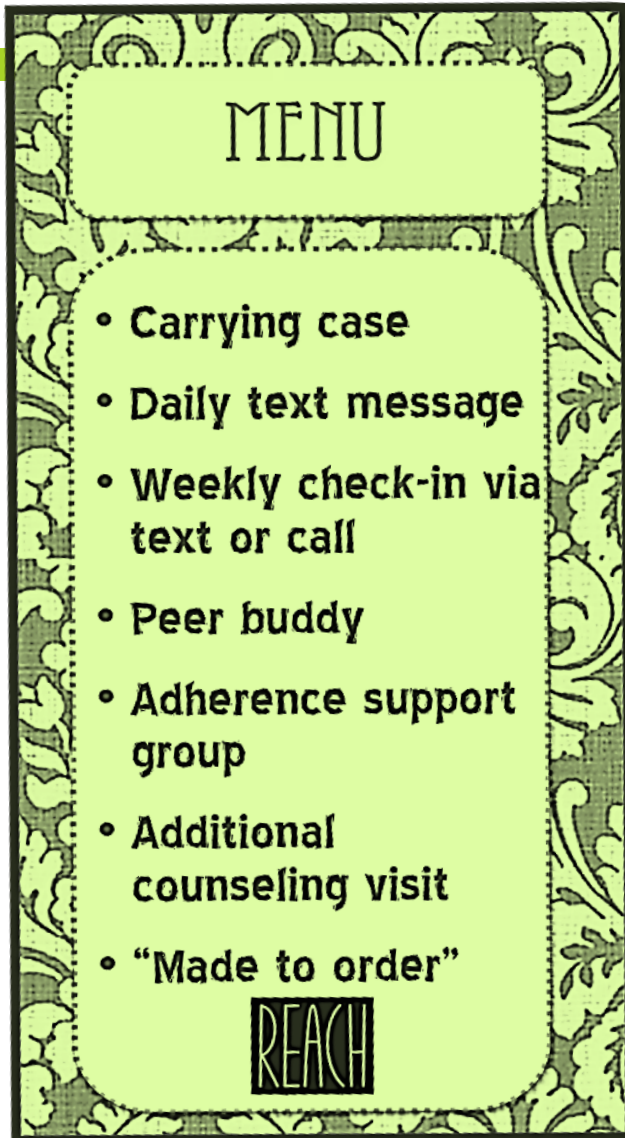 MENU
• Carrying case
• Daily text message
• Weekly check-in via
text or call
• Peer buddy
• Adherence support
group
• Additional
counseling visit
• “Made to order”
REACH